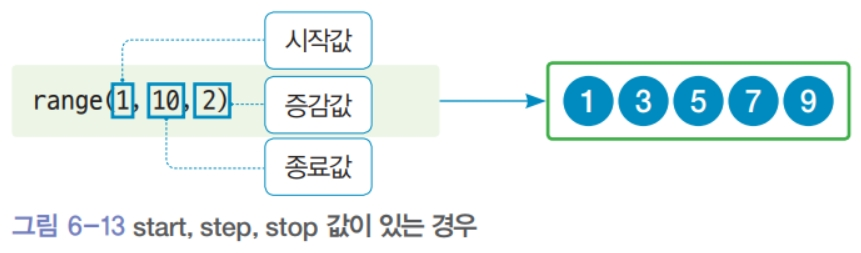 시작값
range(1, 10, 2)
증감값
종료값
1 3 5 7 9
그림 6-13 start, step, stop 값이 있는 경우